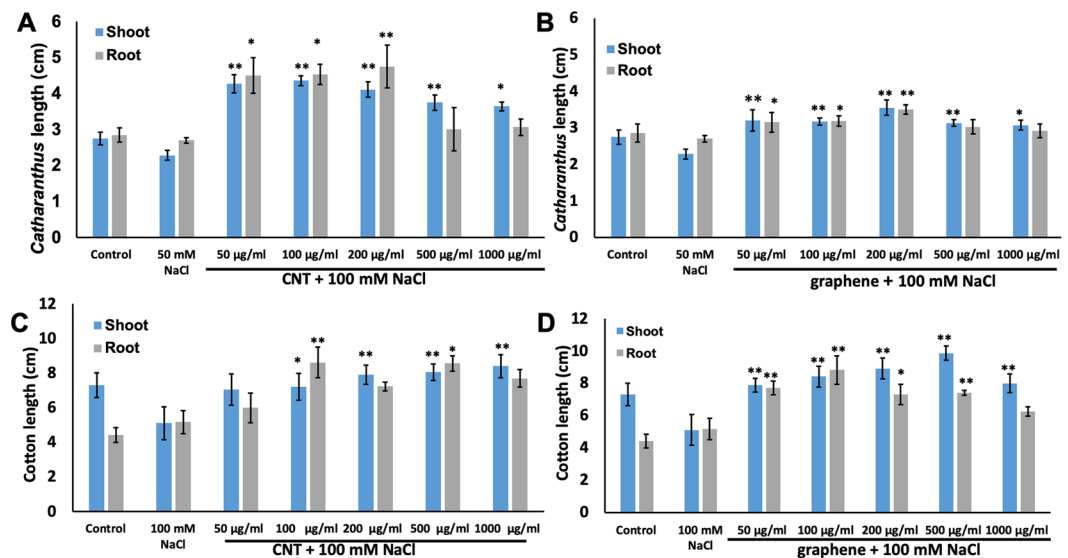 A
Catharanthus length (cm)
6
5
4
3
2
1
0
Shoot
Root
** * ** * ** ** ** *
Control 50 mM NaCl 50 µg/ml 100 µg/ml 200 µg/ml 500 µg/ml 1000 µg/ml
CNT + 100 mM NaCl
B
Catharanthus length (cm)
6
5
4
3
2
1
0
Shoot
Root
** * ** * ** ** ** *
Control 50 mM NaCl 50 µg/ml 100 µg/ml 200 µg/ml 500 µg/ml 1000 µg/ml
graphene + 100 mM NaCl
C
Cotton length (cm)
12
10
8
6
4
2
0
Shoot
Root
* ** ** ** * **
Control 100 mM NaCl 50 µg/ml 100 µg/ml 200 µg/ml 500 µg/ml 1000 µg/ml
CNT + 100 mM NaCl
D
Cotton length (cm)
12
10
8
6
4
2
0
Shoot
Root
** ** ** ** ** * ** ** **
Control 100 mM NaCl 50 µg/ml 100 µg/ml 200 µg/ml 500 µg/ml 1000 µg/ml
graphene + 100 mM NaCl